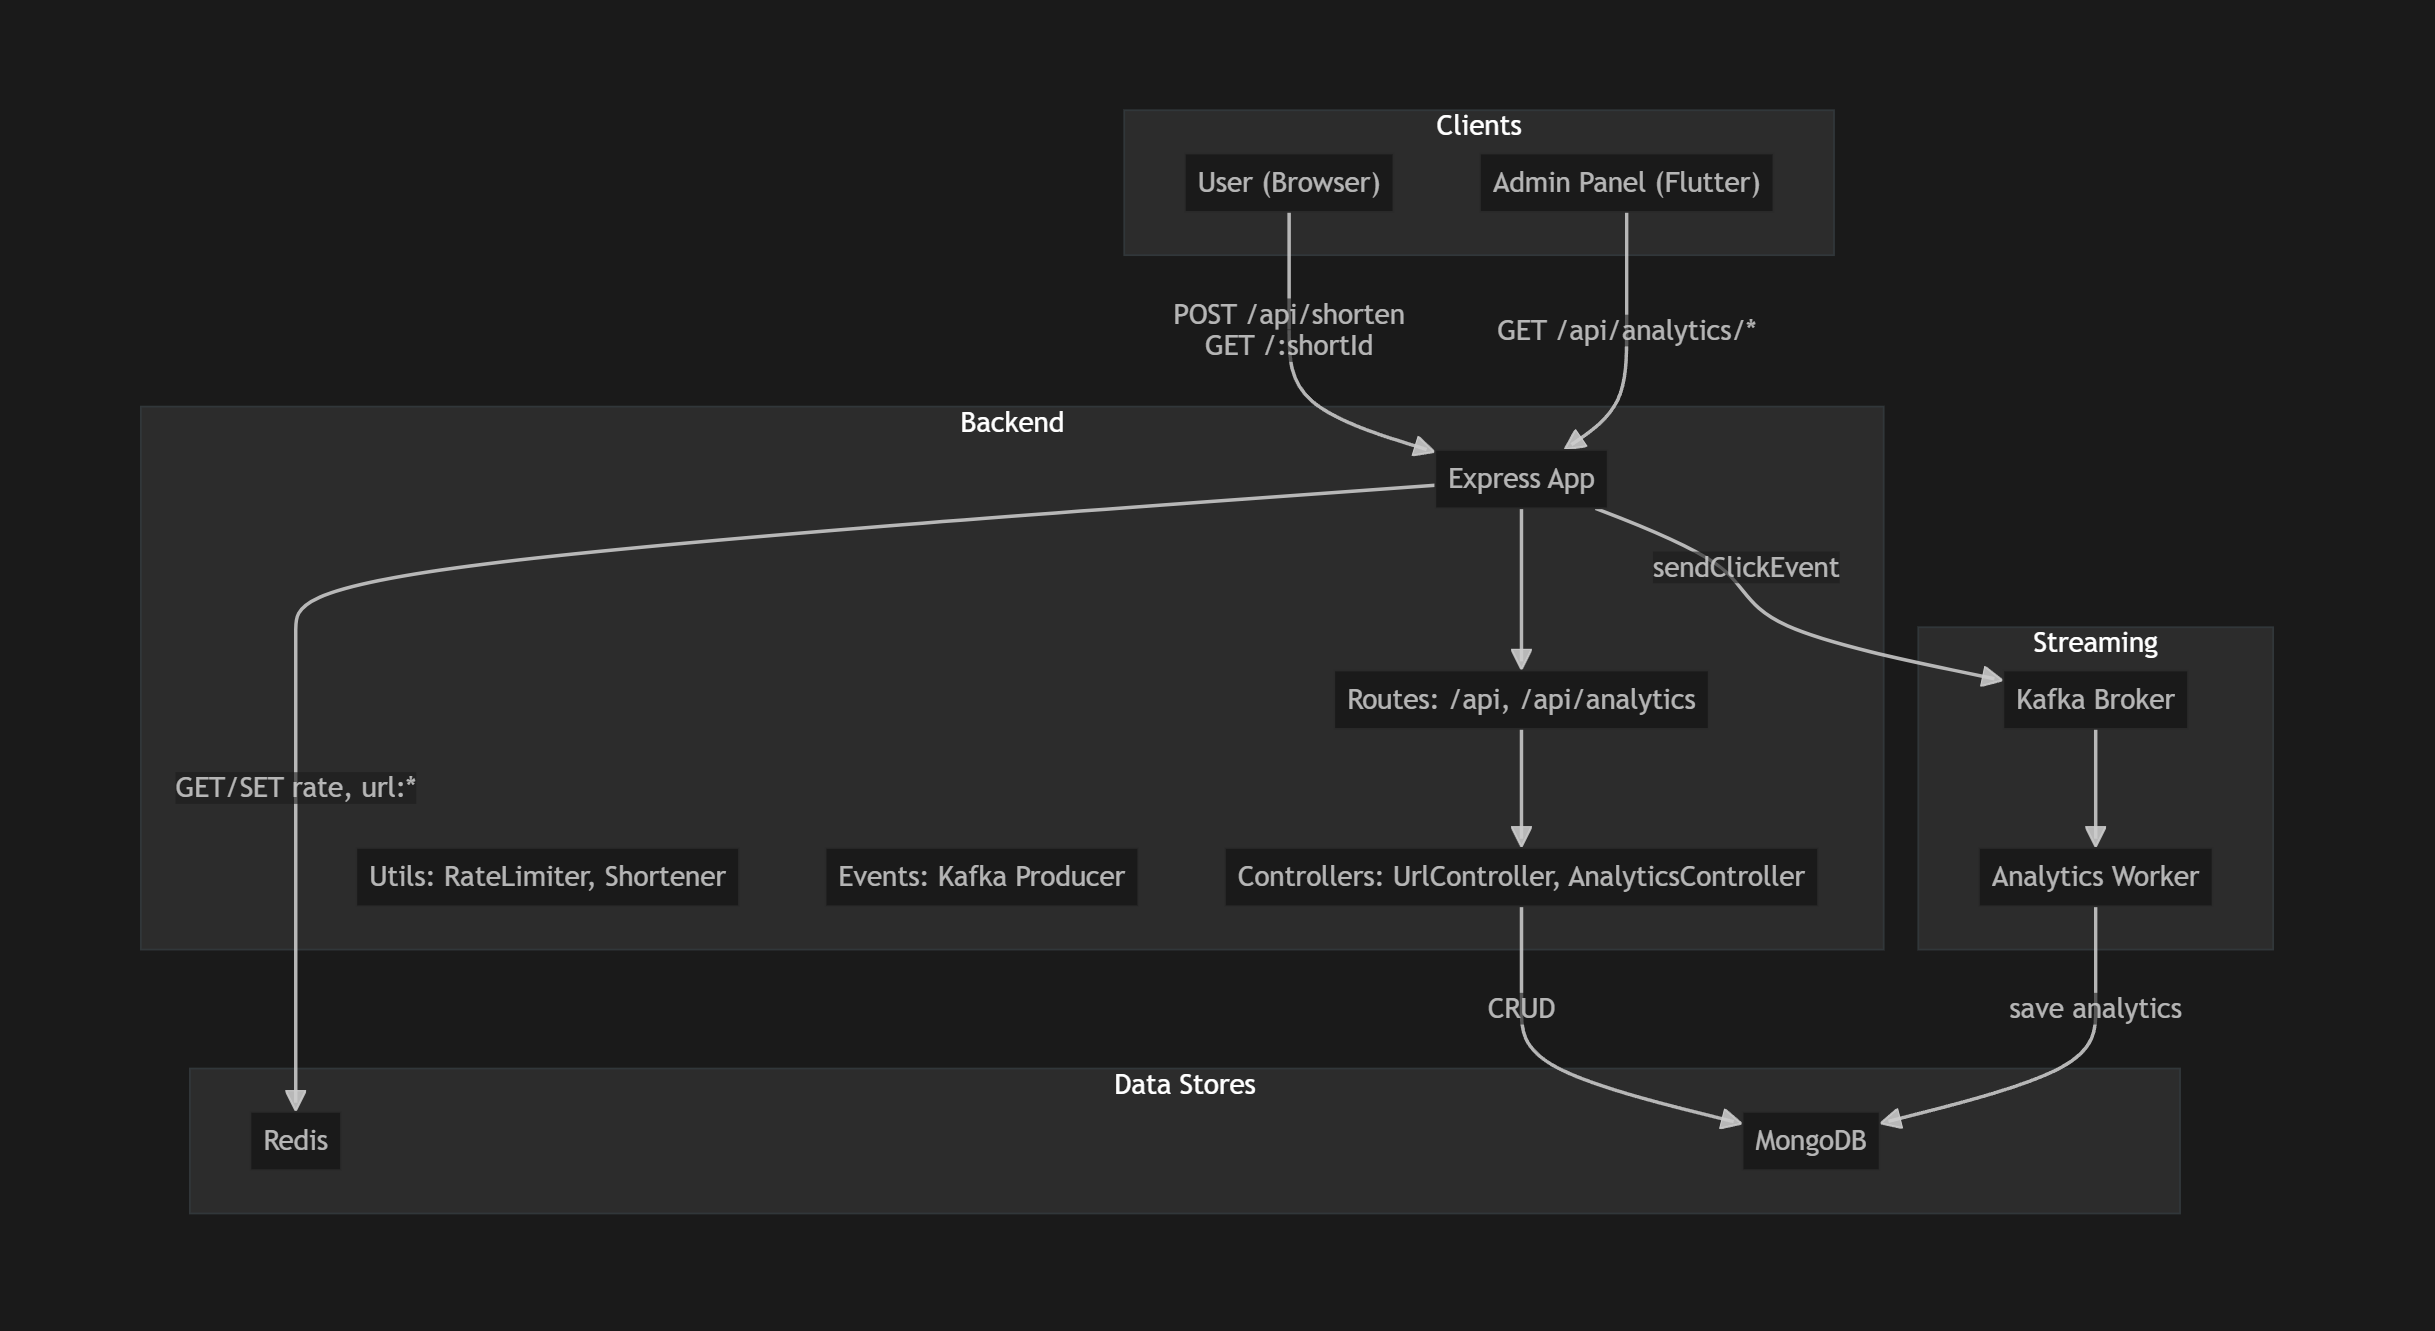 Clients
User (Browser)
Admin Panel (Flutter)
POST /api/shorten
GET /:shortId
GET /api/analytics/*
Backend
Express App
sendClickEvent
Streaming
Routes: /api, /api/analytics
Kafka Broker
GET/SET rate, url:*
Utils: RateLimiter, Shortener
Events: Kafka Producer
Controllers: UrlController, AnalyticsController
Analytics Worker
CRUD
save analytics
Data Stores
Redis
MongoDB